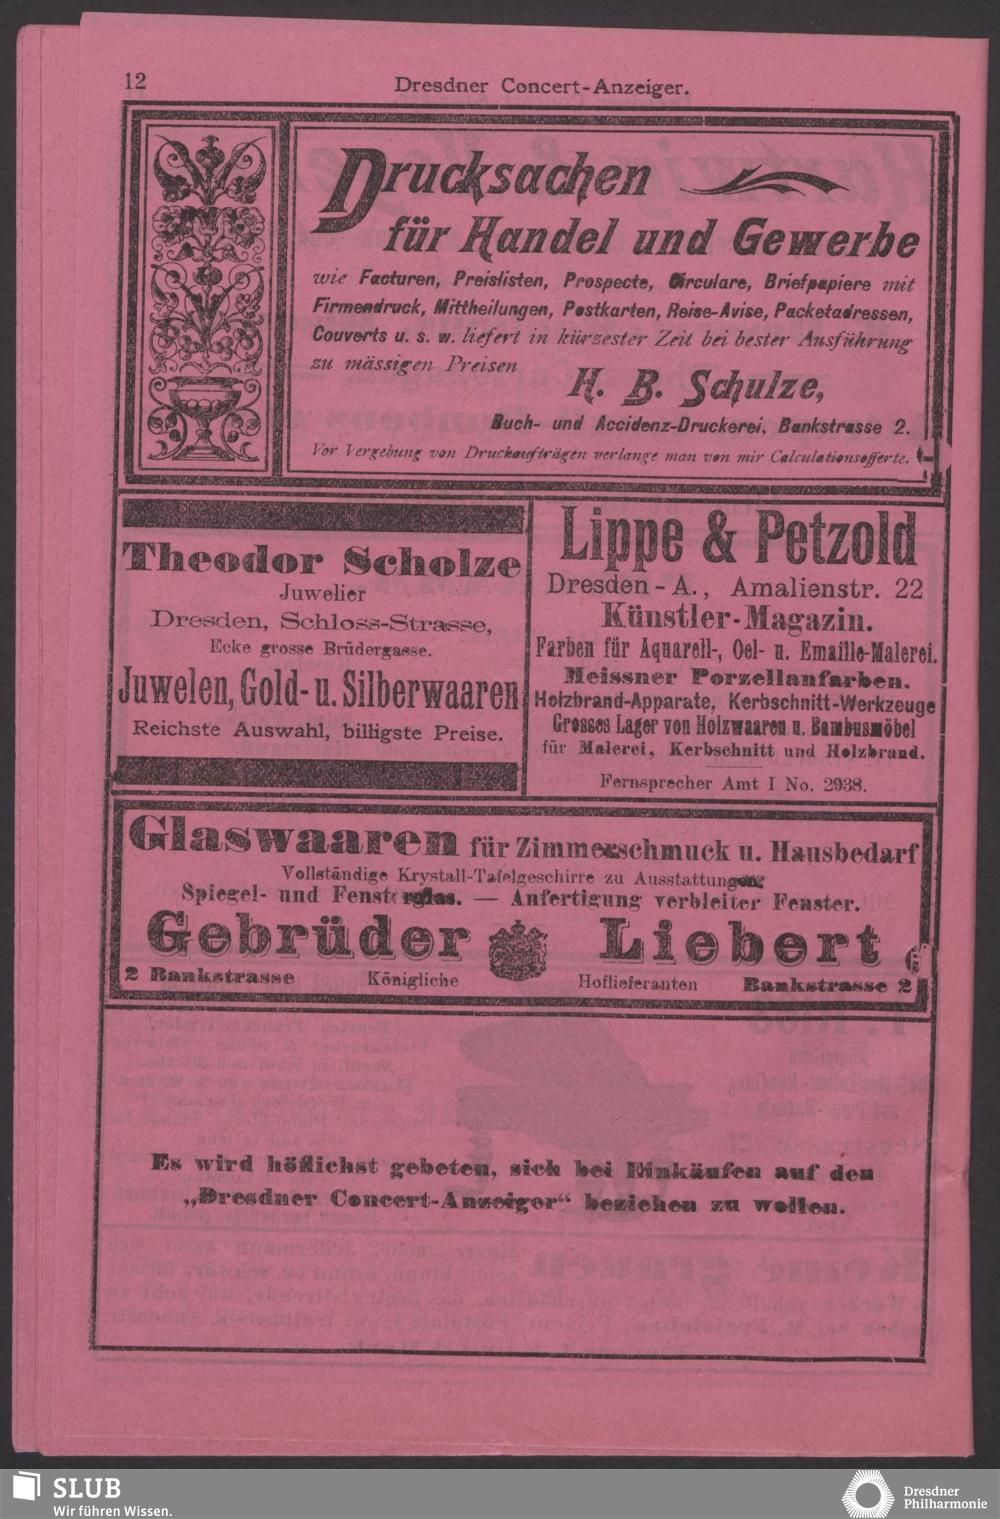 12
Dresdner Concert-Anzeiger.
Drucksachen
für Handel und Gewerbe
wie Facturen, Preislisten, Prospecte, Circulare, Briefpapiere mit
Firmendruck, Mittheilungen, Postkarten, Reise-Avise, Packetadressen,
Couverts u. s. w. liefert in kürzester Zeit bei bester Ausführung
zu mässigen Preisen
H. B. Schulze,
Buch- und Accidenz-Druckerei, Bankstrasse 2.
Vor Vergebung von Druckaufträgen verlange man von mir Calculationsofferte.
Theodor Scholze
Juwelier
Dresden, Schloss-Strasse,
Ecke grosse Brüdergasse.
Juwelen, Gold- u. Silberwaaren
Reichste Auswahl, billigste Preise.
Lippe & Petzold
Dresden-A., Amalienstr. 22
Künstler-Magazin.
Farben für Aquarell-, Oel- u. Emaille-Malerei.
Meissner Porzellanfarben.
Holzbrand-Apparate, Kerbschnitt-Werkzeuge
Grosses Lager von Holzwaaren u. Bambusmöbel
für Malerei, Kerbschnitt und Holzbrand.
Fernsprecher Amt I No. 2938.
Glaswaaren für Zimmerschmuck u. Hausbedarf
Vollständige Krystall-Tafelgeschirre zu Ausstattungen
Spiegel- und Fensterglas. — Anfertigung verbleiter Fenster.
Gebrüder Liebert
2 Bankstrasse Königliche Hoflieferanten Bankstrasse 2
Es wird höflichst gebeten, sich bei Einkäufen auf den
„Dresdner Concert-Anzeiger“ beziehen zu wollen.
SLUB
Wir führen Wissen.
Dresdner
Philharmonie